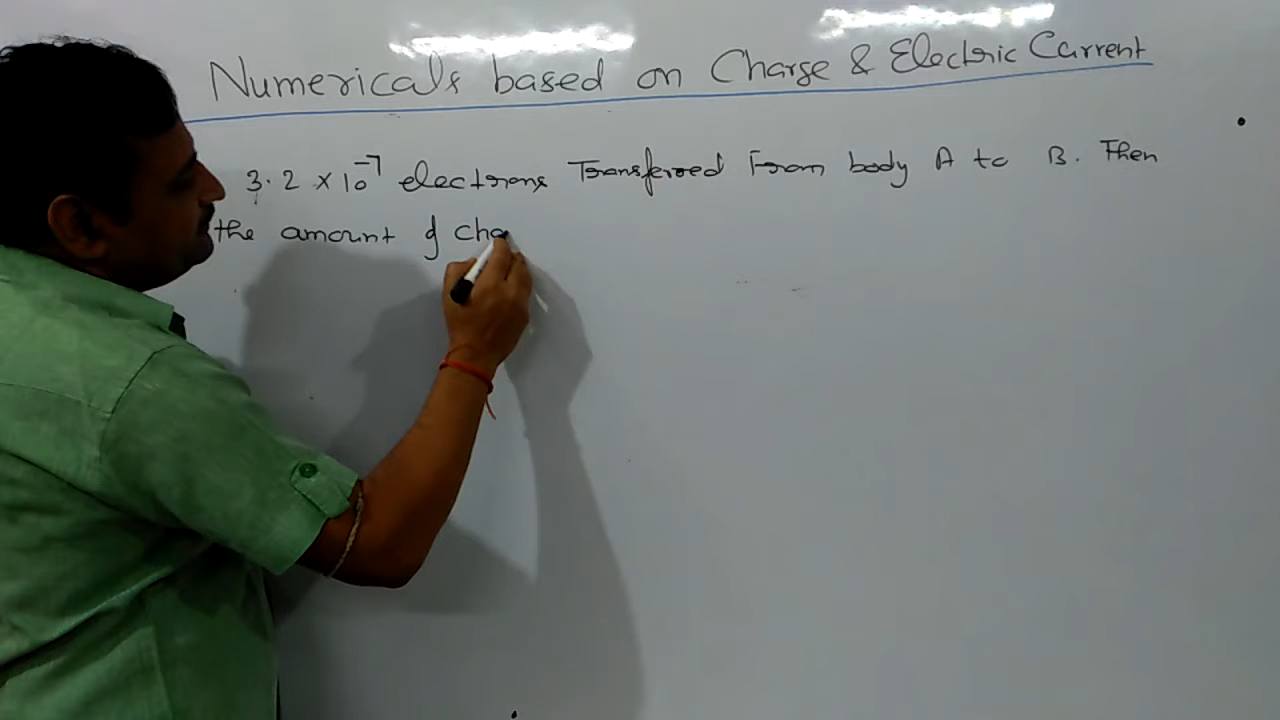 Numericals based on Charge & Electric Current
3.2 × 10⁻⁷ electrons Transferred From body A to B. Then
the amount of cha